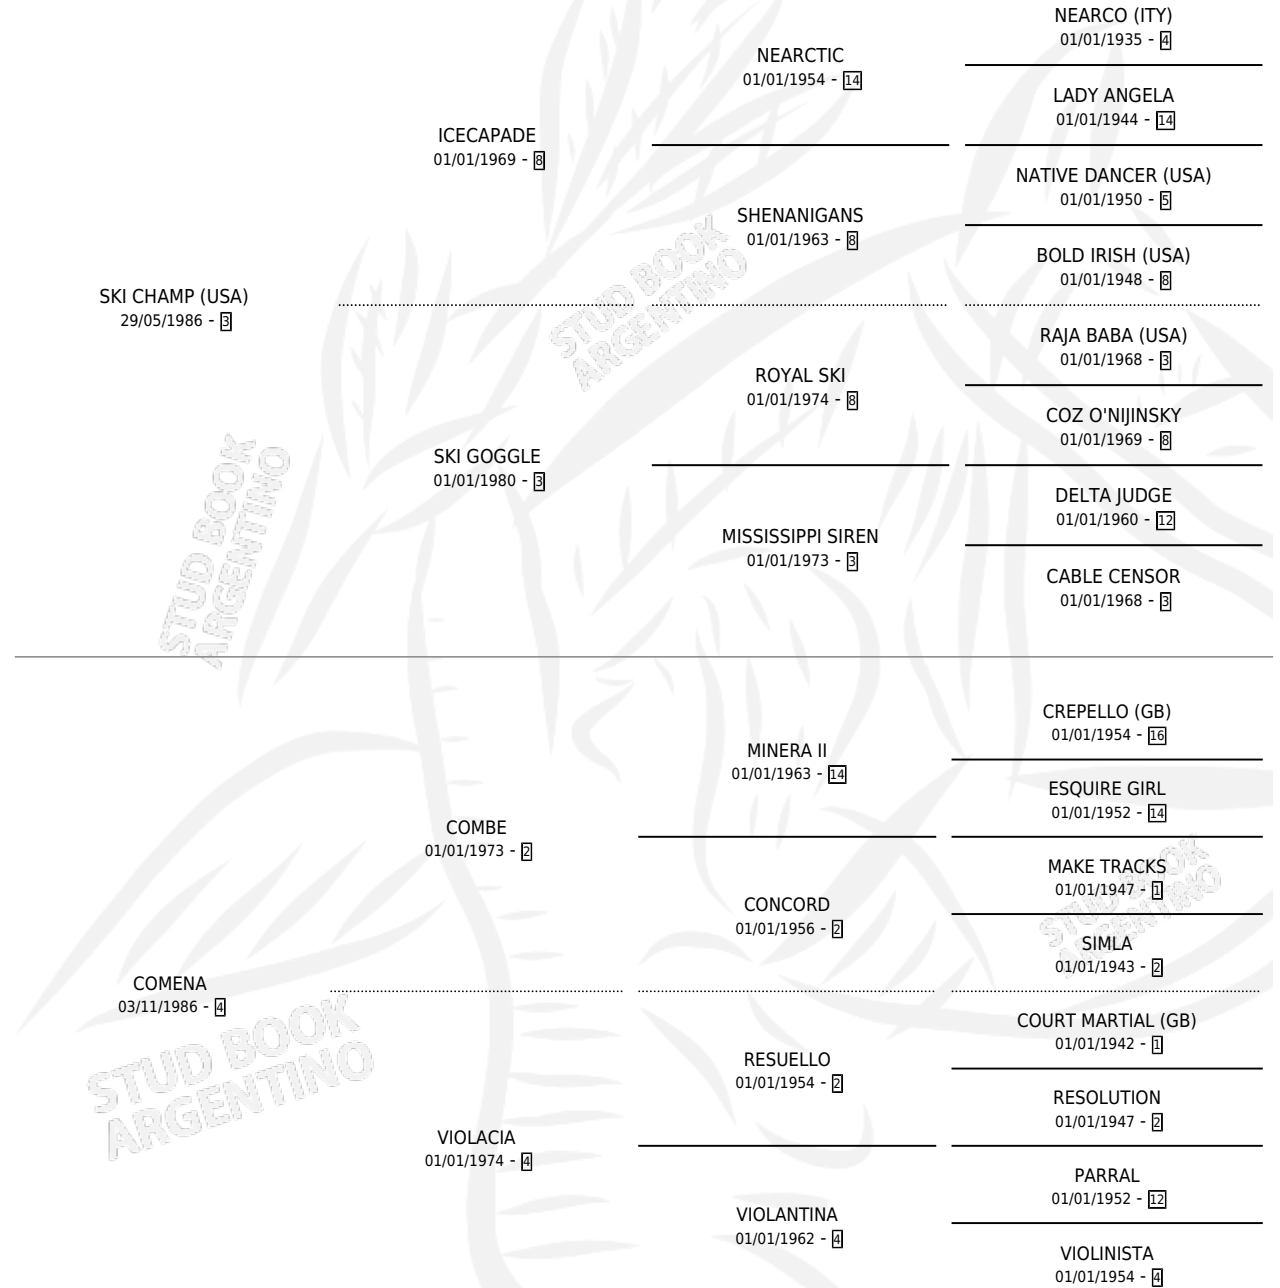 NEARCO (ITY)
01/01/1935 - 4
NEARCTIC
01/01/1954 - 14
LADY ANGELA
01/01/1944 - 14
ICECAPADE
01/01/1969 - 8
NATIVE DANCER (USA)
01/01/1950 - 5
SHENANIGANS
01/01/1963 - 8
BOLD IRISH (USA)
01/01/1948 - 8
SKI CHAMP (USA)
29/05/1986 - 3
RAJA BABA (USA)
01/01/1968 - 3
ROYAL SKI
01/01/1974 - 8
COZ O'NIJINSKY
01/01/1969 - 8
SKI GOGGLE
01/01/1980 - 3
DELTA JUDGE
01/01/1960 - 12
MISSISSIPPI SIREN
01/01/1973 - 3
CABLE CENSOR
01/01/1968 - 3
CREPELLO (GB)
01/01/1954 - 16
MINERA II
01/01/1963 - 14
ESQUIRE GIRL
01/01/1952 - 14
COMBE
01/01/1973 - 2
MAKE TRACKS
01/01/1947 - 1
CONCORD
01/01/1956 - 2
SIMLA
01/01/1943 - 2
COMENA
03/11/1986 - 4
COURT MARTIAL (GB)
01/01/1942 - 1
RESUELLO
01/01/1954 - 2
RESOLUTION
01/01/1947 - 2
VIOLACIA
01/01/1974 - 4
PARRAL
01/01/1952 - 12
VIOLANTINA
01/01/1962 - 4
VIOLINISTA
01/01/1954 - 4
STUD BOOK
ARGENTINO
STUD BOOK
ARGENTINO
STUD BOOK
ARGENTINO
STUD BOOK
ARGENTINO